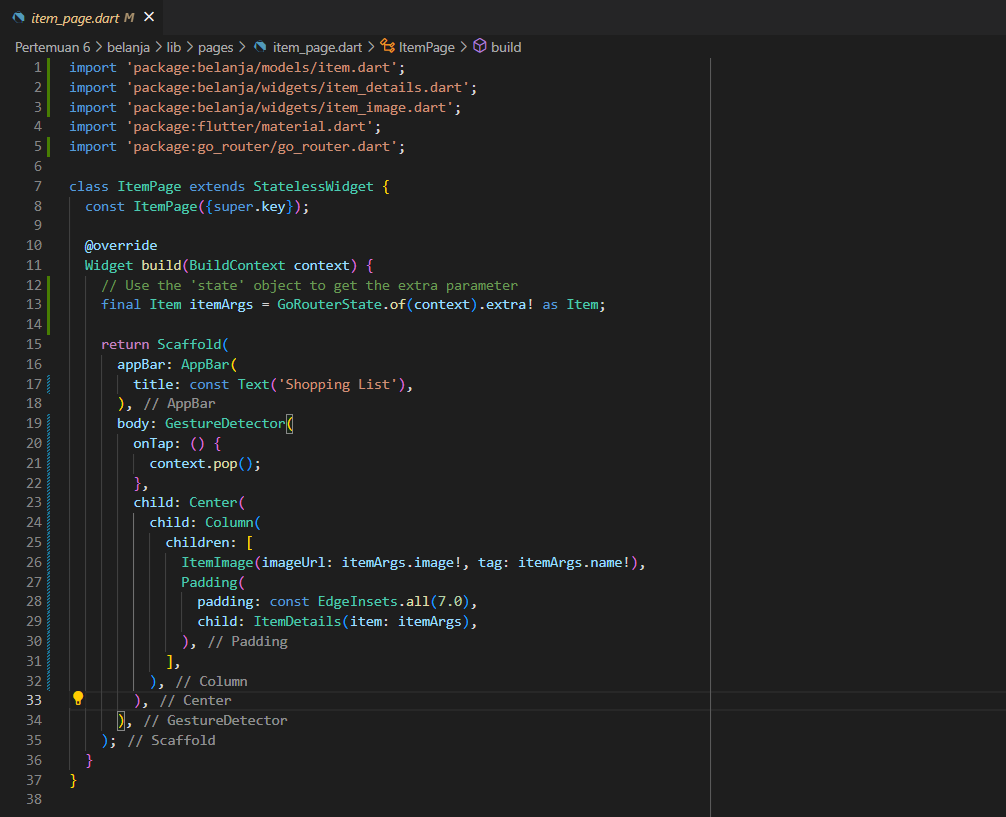 item_page.dart M
Pertemuan 6 > belanja > lib > pages > item_page.dart > ItemPage > build
1 import 'package:belanja/models/item.dart';
2 import 'package:belanja/widgets/item_details.dart';
3 import 'package:belanja/widgets/item_image.dart';
4 import 'package:flutter/material.dart';
5 import 'package:go_router/go_router.dart';
6
7 class ItemPage extends StatelessWidget {
8   const ItemPage({super.key});
9
10   @override
11   Widget build(BuildContext context) {
12     // Use the 'state' object to get the extra parameter
13     final Item itemArgs = GoRouterState.of(context).extra! as Item;
14
15     return Scaffold(
16       appBar: AppBar(
17         title: const Text('Shopping List'),
18       ), // AppBar
19       body: GestureDetector(
20         onTap: () {
21           context.pop();
22         },
23         child: Center(
24           child: Column(
25             children: [
26               ItemImage(imageUrl: itemArgs.image!, tag: itemArgs.name!),
27               Padding(
28                 padding: const EdgeInsets.all(7.0),
29                 child: ItemDetails(item: itemArgs),
30               ), // Padding
31             ],
32           ), // Column
33         ), // Center
34       ), // GestureDetector
35     ); // Scaffold
36   }
37 }
38